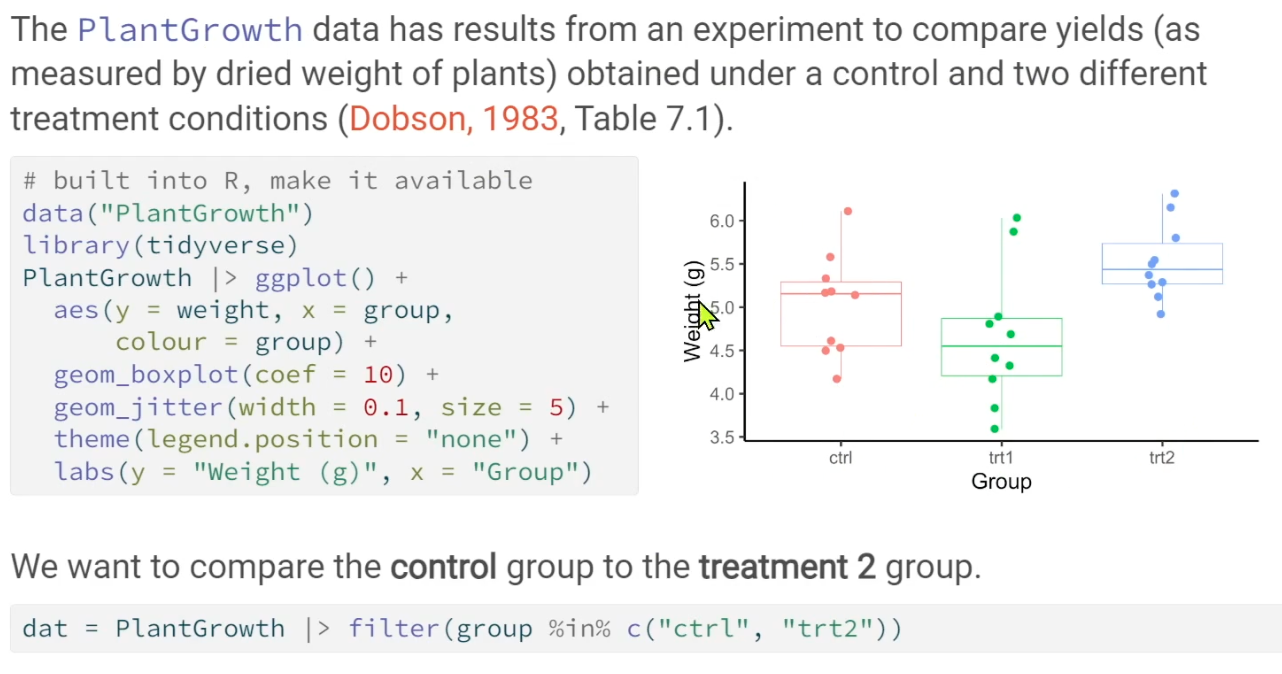 The PlantGrowth data has results from an experiment to compare yields (as
measured by dried weight of plants) obtained under a control and two different
treatment conditions (Dobson, 1983, Table 7.1).
# built into R, make it available
data("PlantGrowth")
library(tidyverse)
PlantGrowth |> ggplot() +
  aes(y = weight, x = group,
      colour = group) +
  geom_boxplot(coef = 10) +
  geom_jitter(width = 0.1, size = 5) +
  theme(legend.position = "none") +
  labs(y = "Weight (g)", x = "Group")
Weight (g)
6.0
5.5
5.0
4.5
4.0
3.5
ctrl trt1 trt2
Group
We want to compare the control group to the treatment 2 group.
dat = PlantGrowth |> filter(group %in% c("ctrl", "trt2"))